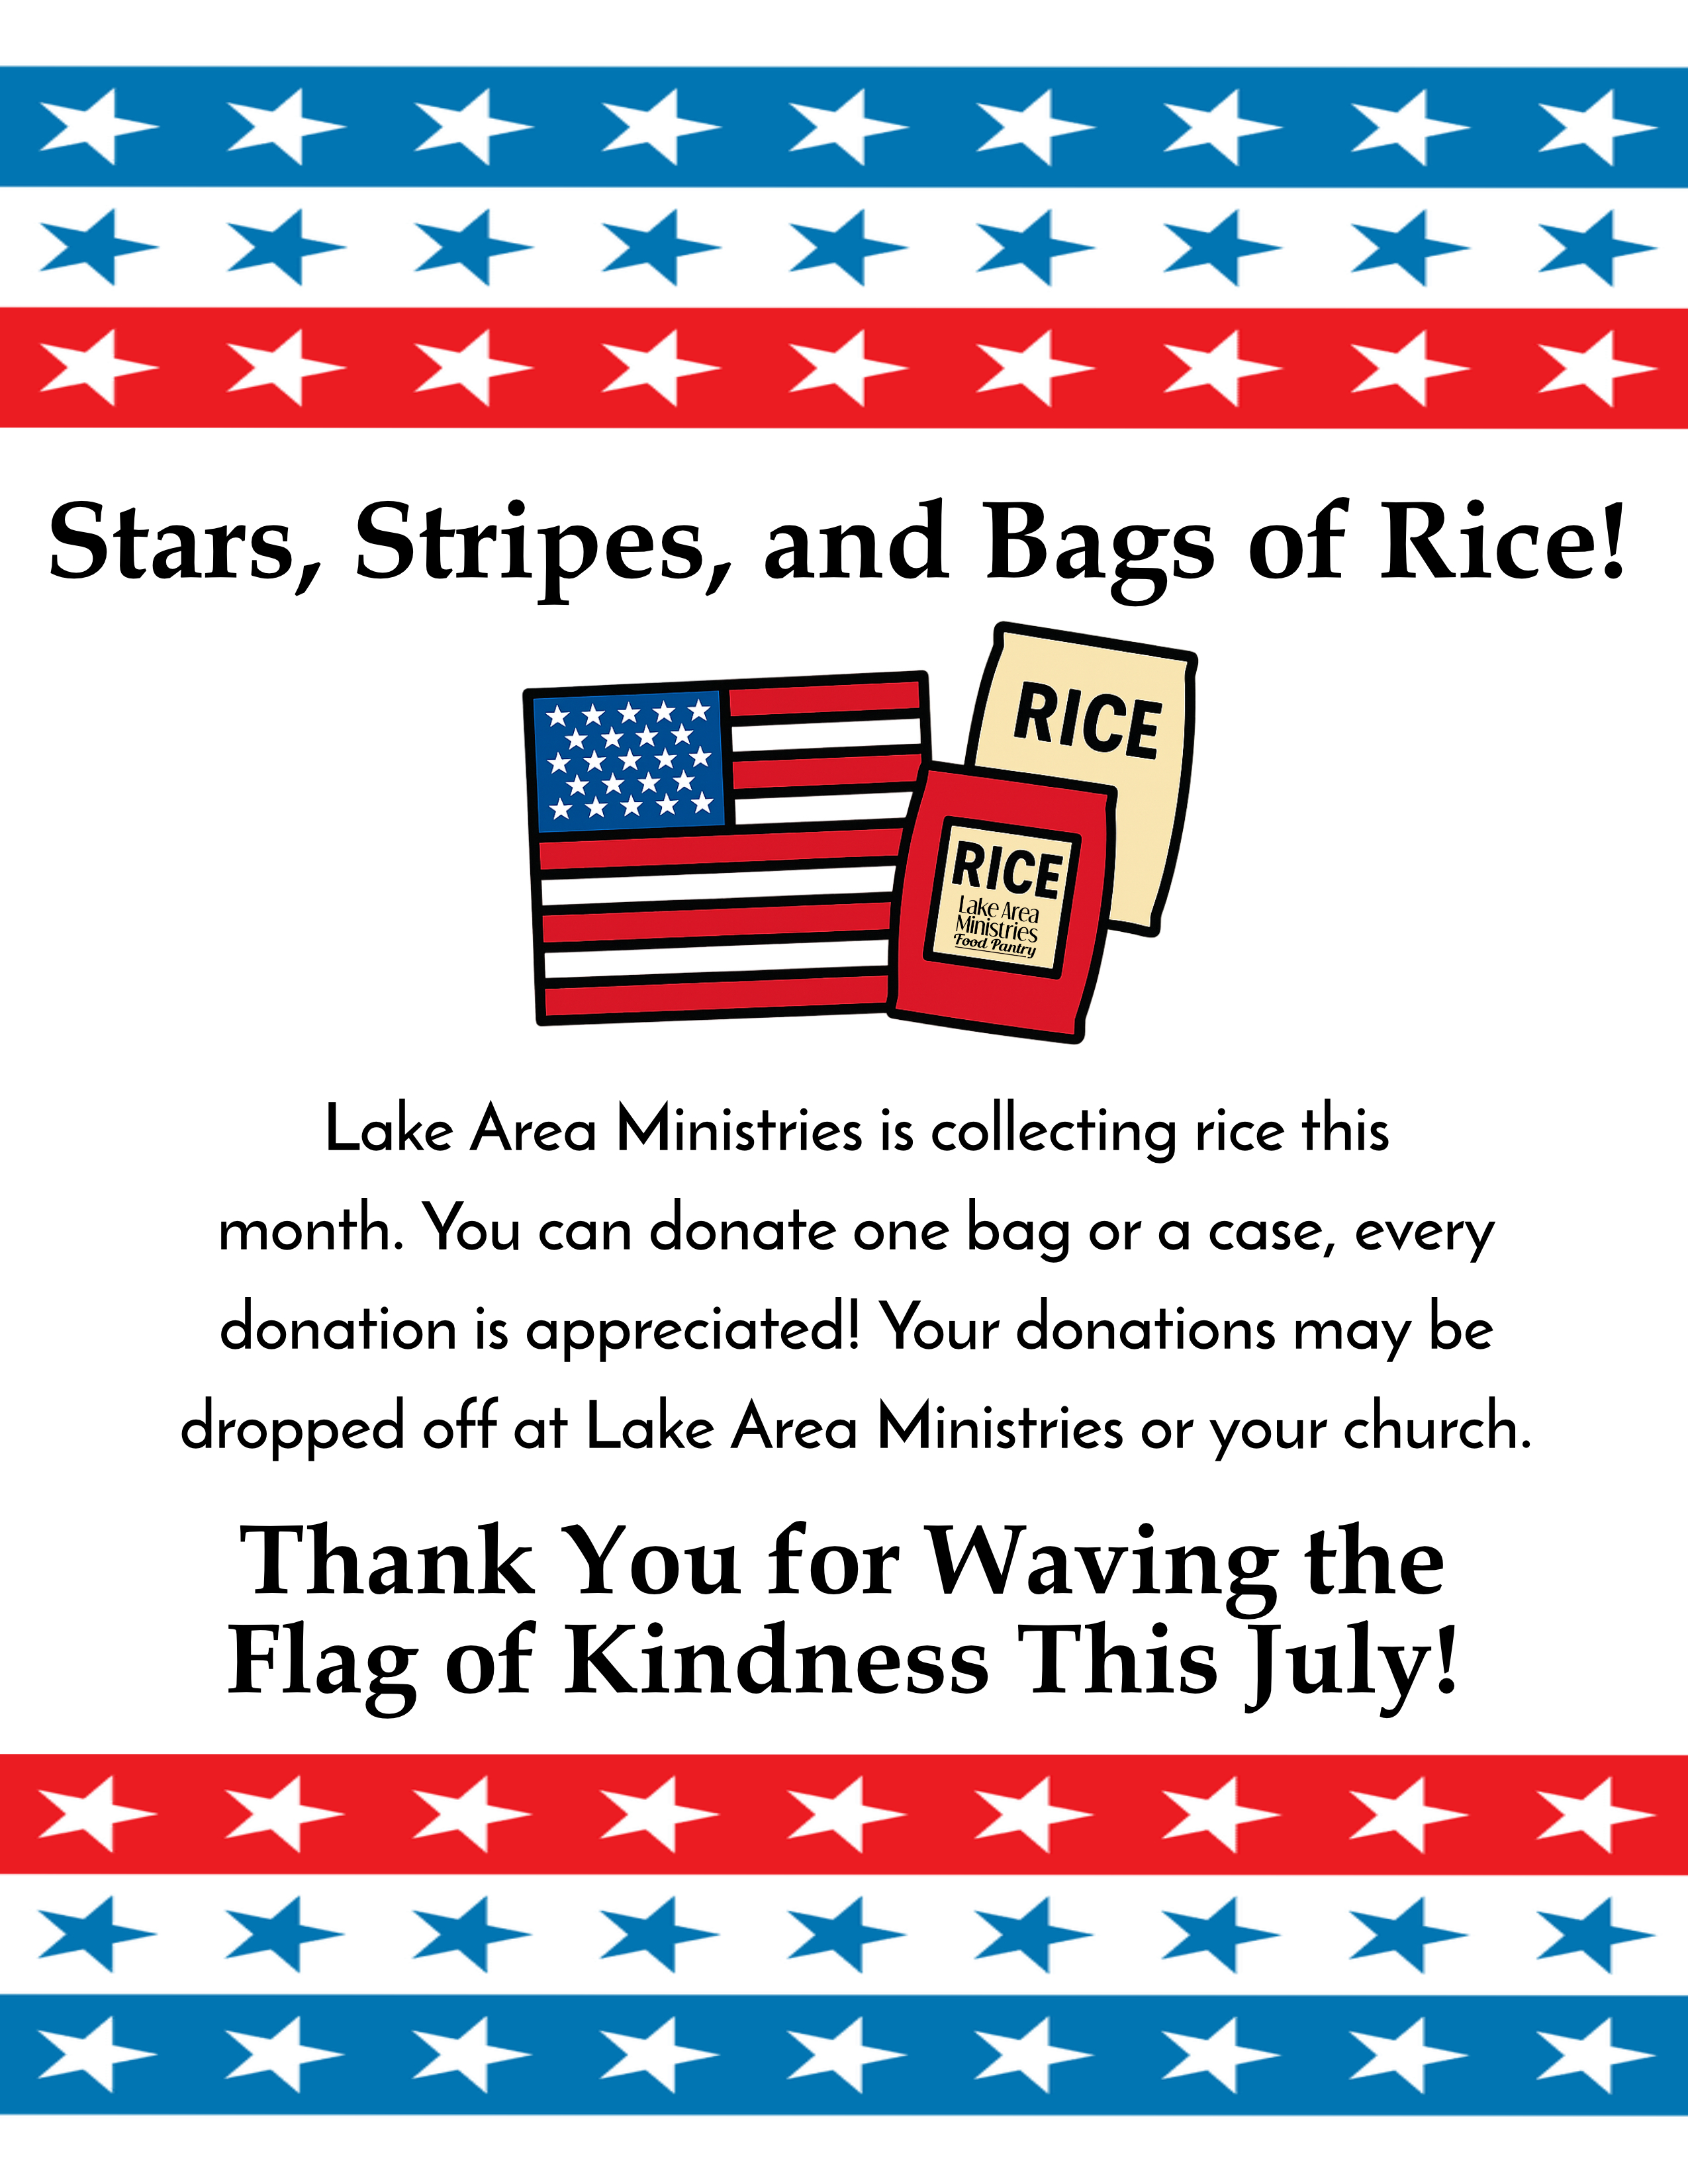 Stars, Stripes, and Bags of Rice!
RICE
RICE
Lake Area
Ministries
Food Pantry
Lake Area Ministries is collecting rice this
month. You can donate one bag or a case, every
donation is appreciated! Your donations may be
dropped off at Lake Area Ministries or your church.
Thank You for Waving the
Flag of Kindness This July!